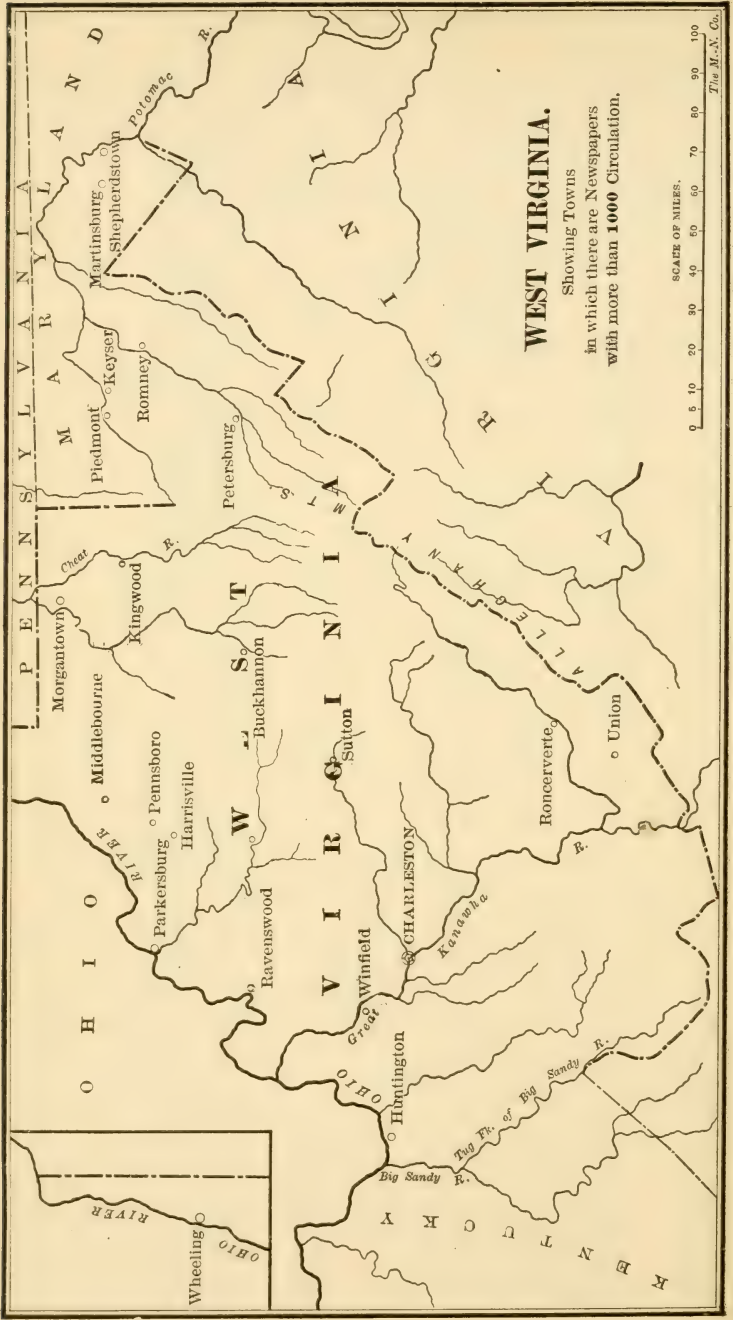 WEST VIRGINIA.
Showing Towns
in which there are Newspapers
with more than 1000 Circulation.
SCALE OF MILES.
0 5 10 20 30 40 50 60 70 80 90 100
The M.-N. Co.
PENNSYLVANIA
MARYLAND
OHIO
KENTUCKY
VIRGINIA
WEST
VIRGINIA
ALLEGHANY
MTS.
Wheeling
OHIO
RIVER
RIVER
OHIO
Potomac
R.
Cheat
R.
Great
Kanawha
R.
Big Sandy
R.
Tug Fk. of Big Sandy
R.
Martinsburg
Shepherdstown
Piedmont
Keyser
Romney
Petersburg
Morgantown
Kingwood
Middlebourne
Pennsboro
Harrisville
Parkersburg
Buckhannon
Sutton
Ravenswood
Winfield
CHARLESTON
Huntington
Roncerverte
Union